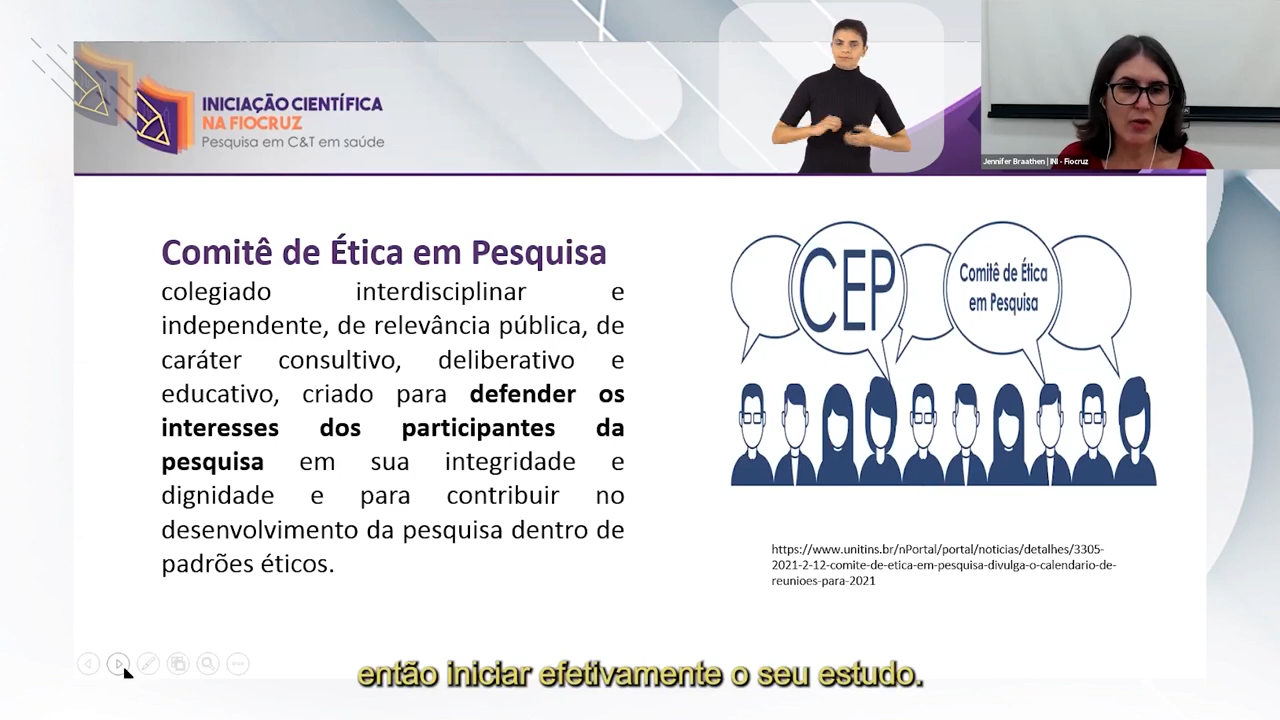 INICIAÇÃO CIENTÍFICA
NA FIOCRUZ
Pesquisa em C&T em saúde
Jennifer Braathen | INI - Fiocruz
Comitê de Ética em Pesquisa
colegiado interdisciplinar e
independente, de relevância pública, de
caráter consultivo, deliberativo e
educativo, criado para defender os
interesses dos participantes da
pesquisa em sua integridade e
dignidade e para contribuir no
desenvolvimento da pesquisa dentro de
padrões éticos.
CEP
Comitê de Ética
em Pesquisa
https://www.unitins.br/nPortal/portal/noticias/detalhes/3305-
2021-2-12-comite-de-etica-em-pesquisa-divulga-o-calendario-de-
reunioes-para-2021
então iniciar efetivamente o seu estudo.